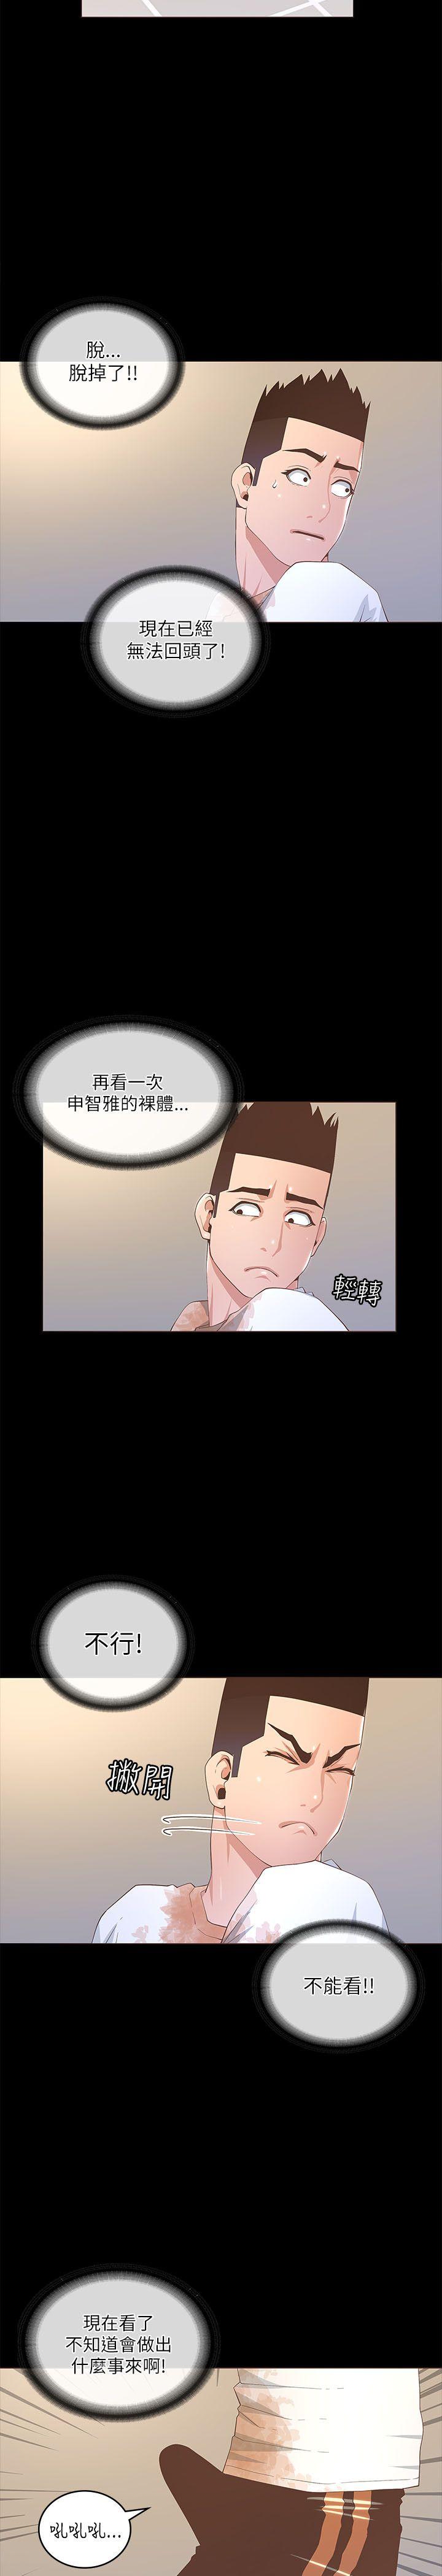 脫...
脫掉了!!
現在已經
無法回頭了!
再看一次
申智雅的裸體...
輕轉
不行!
撇開
不能看!!
現在看了
不知道會做出
什麼事來啊!
吼吼吼...